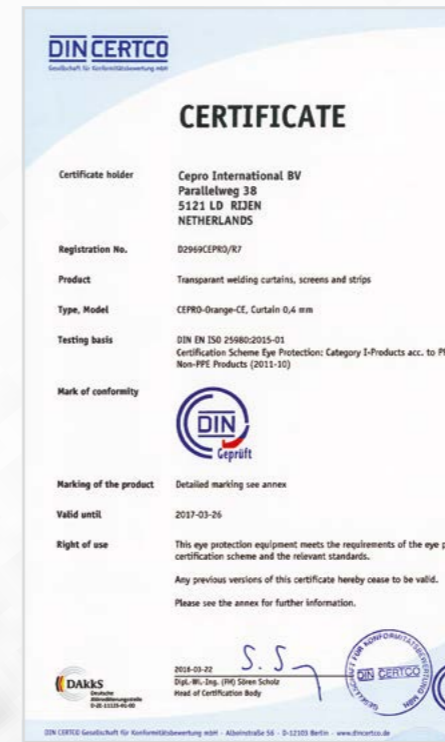 DIN CERTCO
Gesellschaft für Konformitätsbewertung mbH
CERTIFICATE
Certificate holder
Cepro International BV
Parallelweg 38
5121 LD RIJEN
NETHERLANDS
Registration No.
D2969CEPRO/R7
Product
Transparant welding curtains, screens and strips
Type, Model
CEPRO-Orange-CE, Curtain 0,4 mm
Testing basis
DIN EN ISO 25980:2015-01
Certification Scheme Eye Protection: Category I-Products acc. to
Non-PPE Products (2011-10)
Mark of conformity
DIN
Geprüft
Marking of the product
Detailed marking see annex
Valid until
2017-03-26
Right of use
This eye protection equipment meets the requirements of the eye
certification scheme and the relevant standards.
Any previous versions of this certificate hereby cease to be valid.
Please see the annex for further information.
DAkkS
Deutsche
Akkreditierungsstelle
D-ZE-11125-01-00
2016-03-22
Dipl.-Wi.-Ing. (FH) Sören Scholz
Head of Certification Body
DIN CERTCO
DIN CERTCO Gesellschaft für Konformitätsbewertung mbH - Alboinstraße 56 - D-12103 Berlin - www.dincertco.de